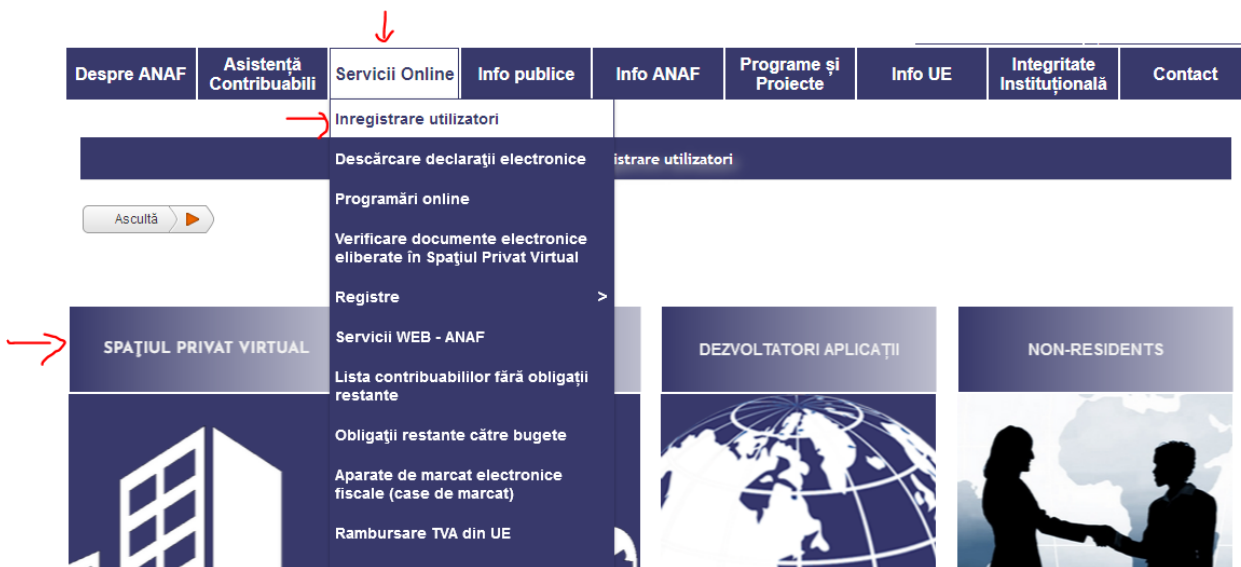 Despre ANAF
Asistență
Contribuabili
Servicii Online
Info publice
Info ANAF
Programe și
Proiecte
Info UE
Integritate
Instituțională
Contact
Inregistrare utilizatori
Descărcare declaraţii electronice
Programări online
Verificare documente electronice
eliberate în Spaţiul Privat Virtual
Registre >
Servicii WEB - ANAF
Lista contribuabililor fără obligații
restante
Obligaţii restante către bugete
Aparate de marcat electronice
fiscale (case de marcat)
Rambursare TVA din UE
istrare utilizatori
Ascultă
SPAŢIUL PRIVAT VIRTUAL
DEZVOLTATORI APLICAȚII
NON-RESIDENTS